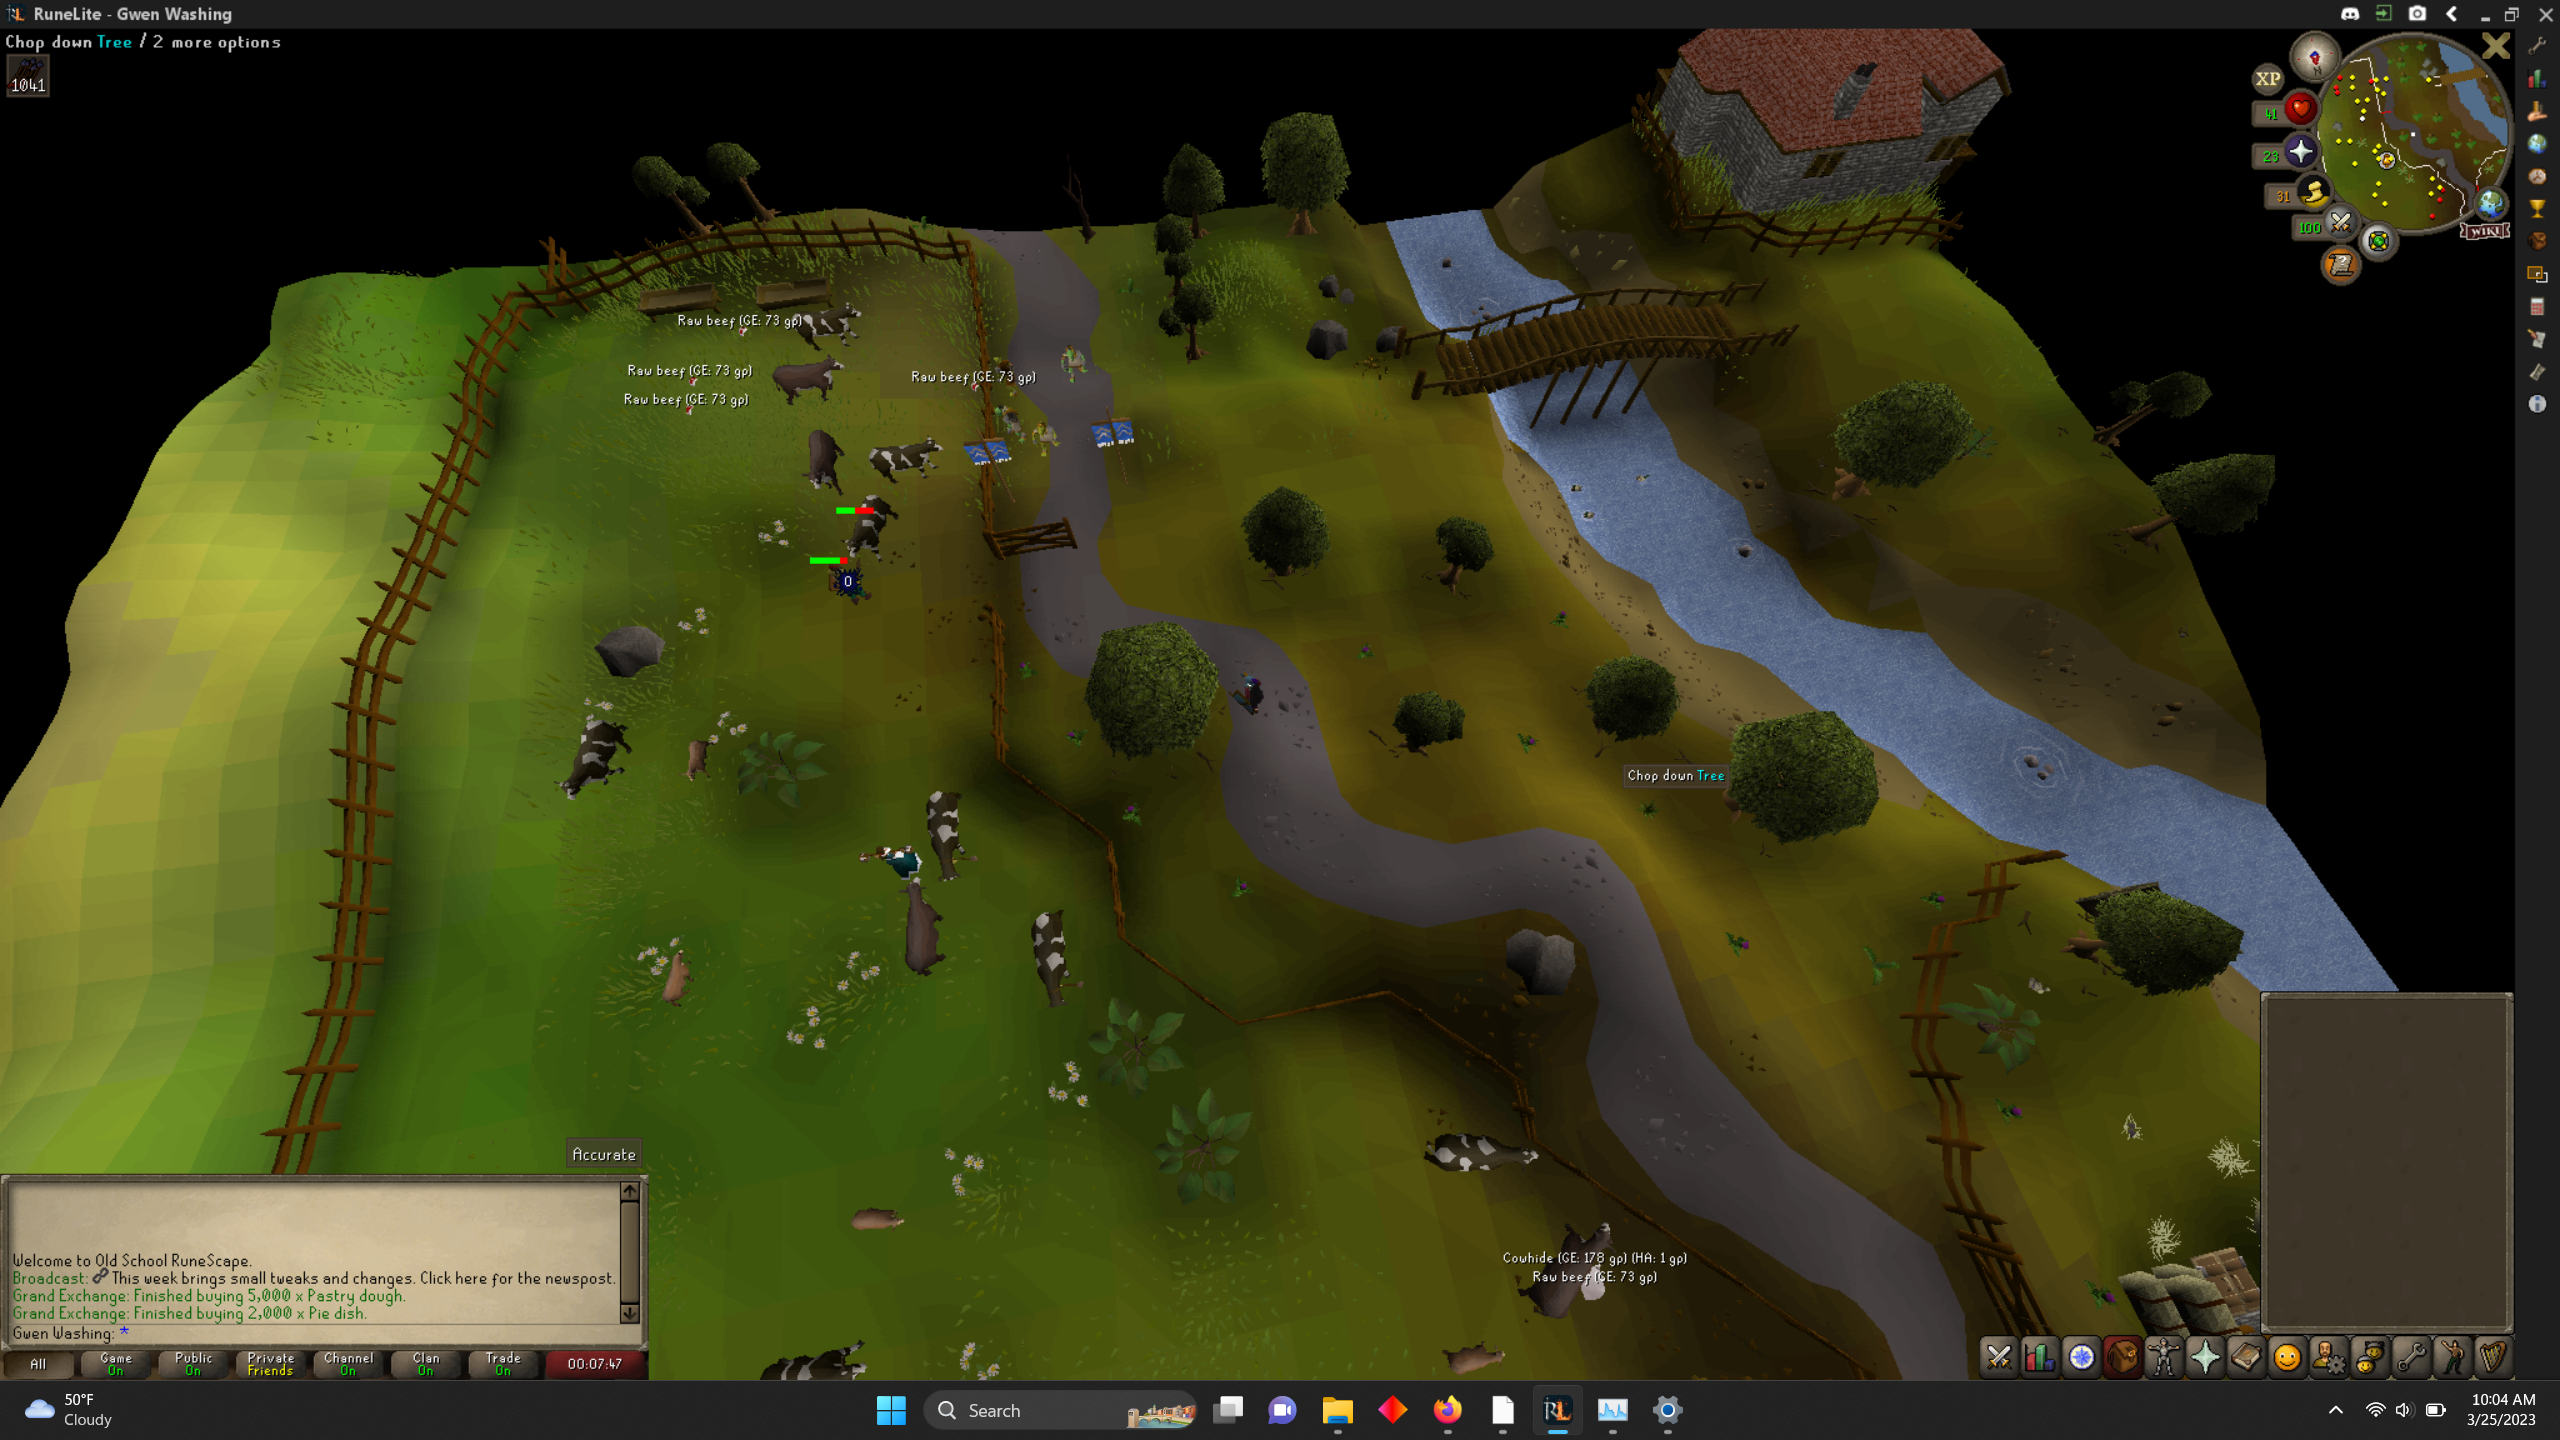 RuneLite - Gwen Washing
Chop down Tree / 2 more options
1041
XP
41
23
31
100
N
WIKI
Raw beef (GE: 73 gp)
Raw beef (GE: 73 gp)
Raw beef (GE: 73 gp)
Raw beef (GE: 73 gp)
0
Chop down Tree
Accurate
Cowhide (GE: 178 gp) (HA: 1 gp)
Raw beef (GE: 73 gp)
Welcome to Old School RuneScape.
Broadcast: This week brings small tweaks and changes. Click here for the newspost.
Grand Exchange: Finished buying 5,000 x Pastry dough.
Grand Exchange: Finished buying 2,000 x Pie dish.
Gwen Washing: *
All Game Public Private Channel Clan Trade 00:07:47
On On Friends On On On
50°F
Cloudy
Search
RL
10:04 AM
3/25/2023